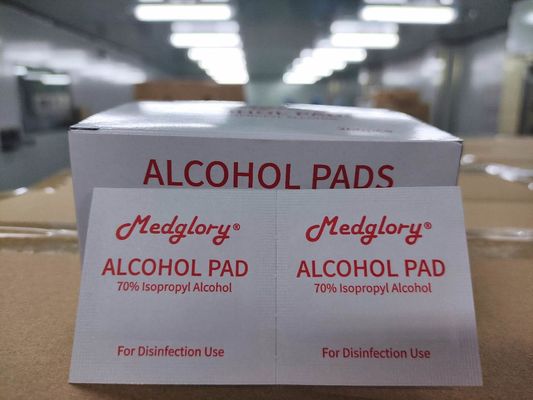 ALCOHOL PADS
Medglory®
ALCOHOL PAD
70% Isopropyl Alcohol
For Disinfection Use
Medglory®
ALCOHOL PAD
70% Isopropyl Alcohol
For Disinfection Use